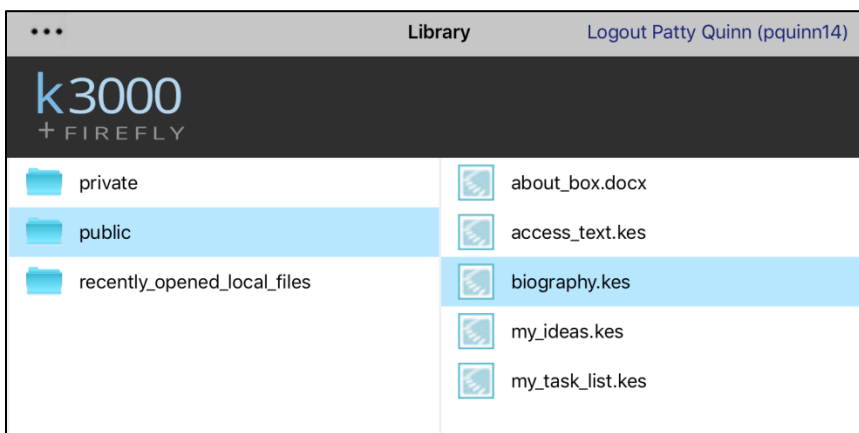 ••• Library Logout Patty Quinn (pquinn14)
k3000
+ FIREFLY
private
public
recently_opened_local_files
about_box.docx
access_text.kes
biography.kes
my_ideas.kes
my_task_list.kes